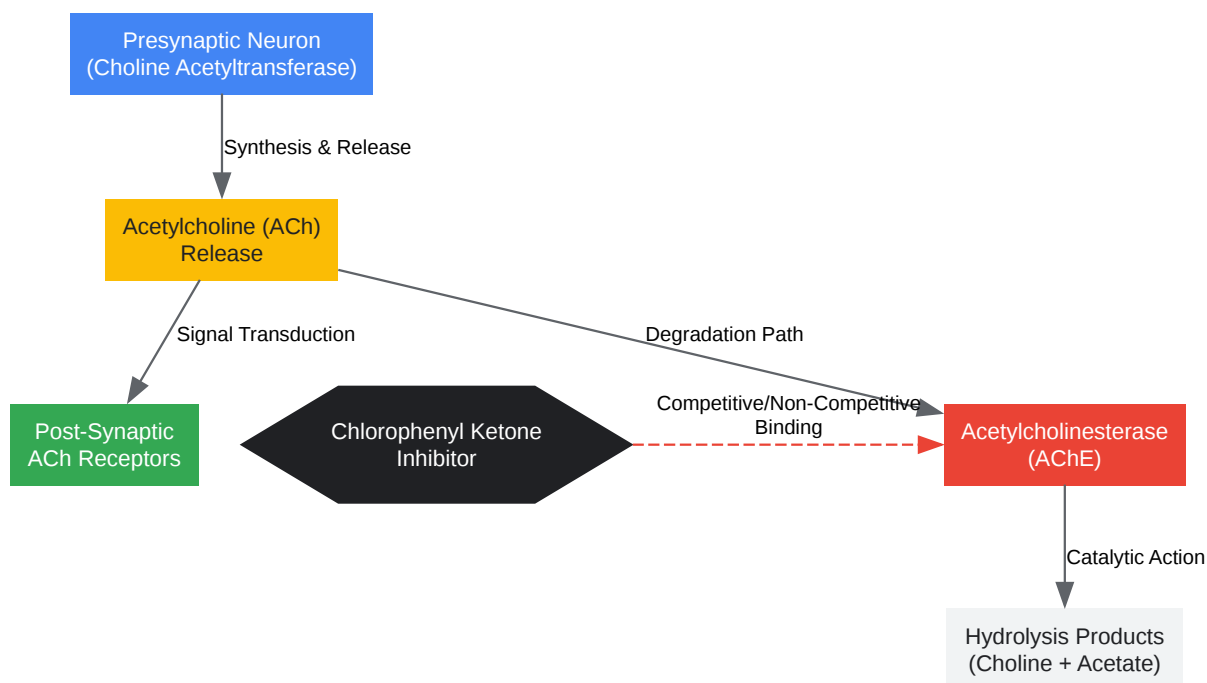 Presynaptic Neuron
(Choline Acetyltransferase)
Synthesis & Release
Acetylcholine (ACh)
Release
Signal Transduction
Degradation Path
Competitive/Non-Competitive
Binding
Post-Synaptic
ACh Receptors
Chlorophenyl Ketone
Inhibitor
Acetylcholinesterase
(AChE)
Catalytic Action
Hydrolysis Products
(Choline + Acetate)